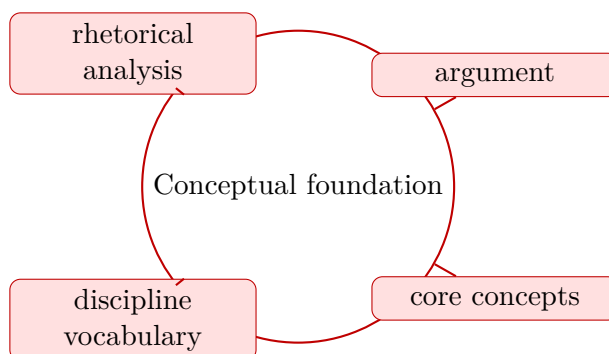 rhetorical
analysis
argument
Conceptual foundation
discipline
vocabulary
core concepts